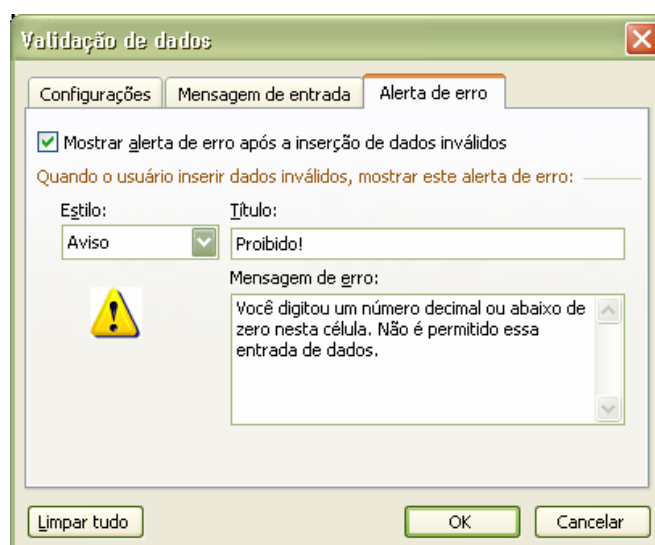 Validação de dados
Configurações Mensagem de entrada Alerta de erro
Mostrar alerta de erro após a inserção de dados inválidos
Quando o usuário inserir dados inválidos, mostrar este alerta de erro:
Estilo: Título:
Aviso Proibido!
Mensagem de erro:
Você digitou um número decimal ou abaixo de
zero nesta célula. Não é permitido essa
entrada de dados.
Limpar tudo OK Cancelar